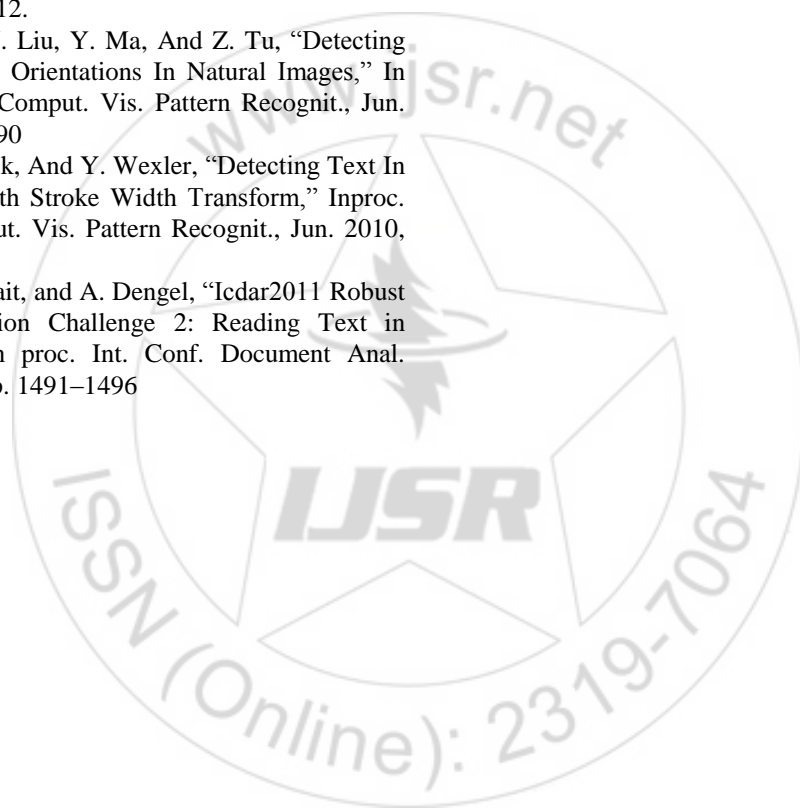 12.
. Liu, Y. Ma, And Z. Tu, “Detecting
Orientations In Natural Images,” In
Comput. Vis. Pattern Recognit., Jun.
90
k, And Y. Wexler, “Detecting Text In
th Stroke Width Transform,” Inproc.
ut. Vis. Pattern Recognit., Jun. 2010,
ait, and A. Dengel, “Icdar2011 Robust
ion Challenge 2: Reading Text in
n proc. Int. Conf. Document Anal.
. 1491–1496
www.ijsr.net
IJSR
ISSN (Online): 2319-7064